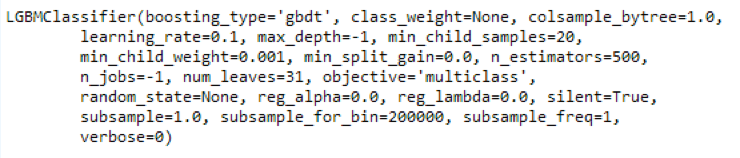 LGBMClassifier(boosting_type='gbdt', class_weight=None, colsample_bytree=1.0,
learning_rate=0.1, max_depth=-1, min_child_samples=20,
min_child_weight=0.001, min_split_gain=0.0, n_estimators=500,
n_jobs=-1, num_leaves=31, objective='multiclass',
random_state=None, reg_alpha=0.0, reg_lambda=0.0, silent=True,
subsample=1.0, subsample_for_bin=200000, subsample_freq=1,
verbose=0)